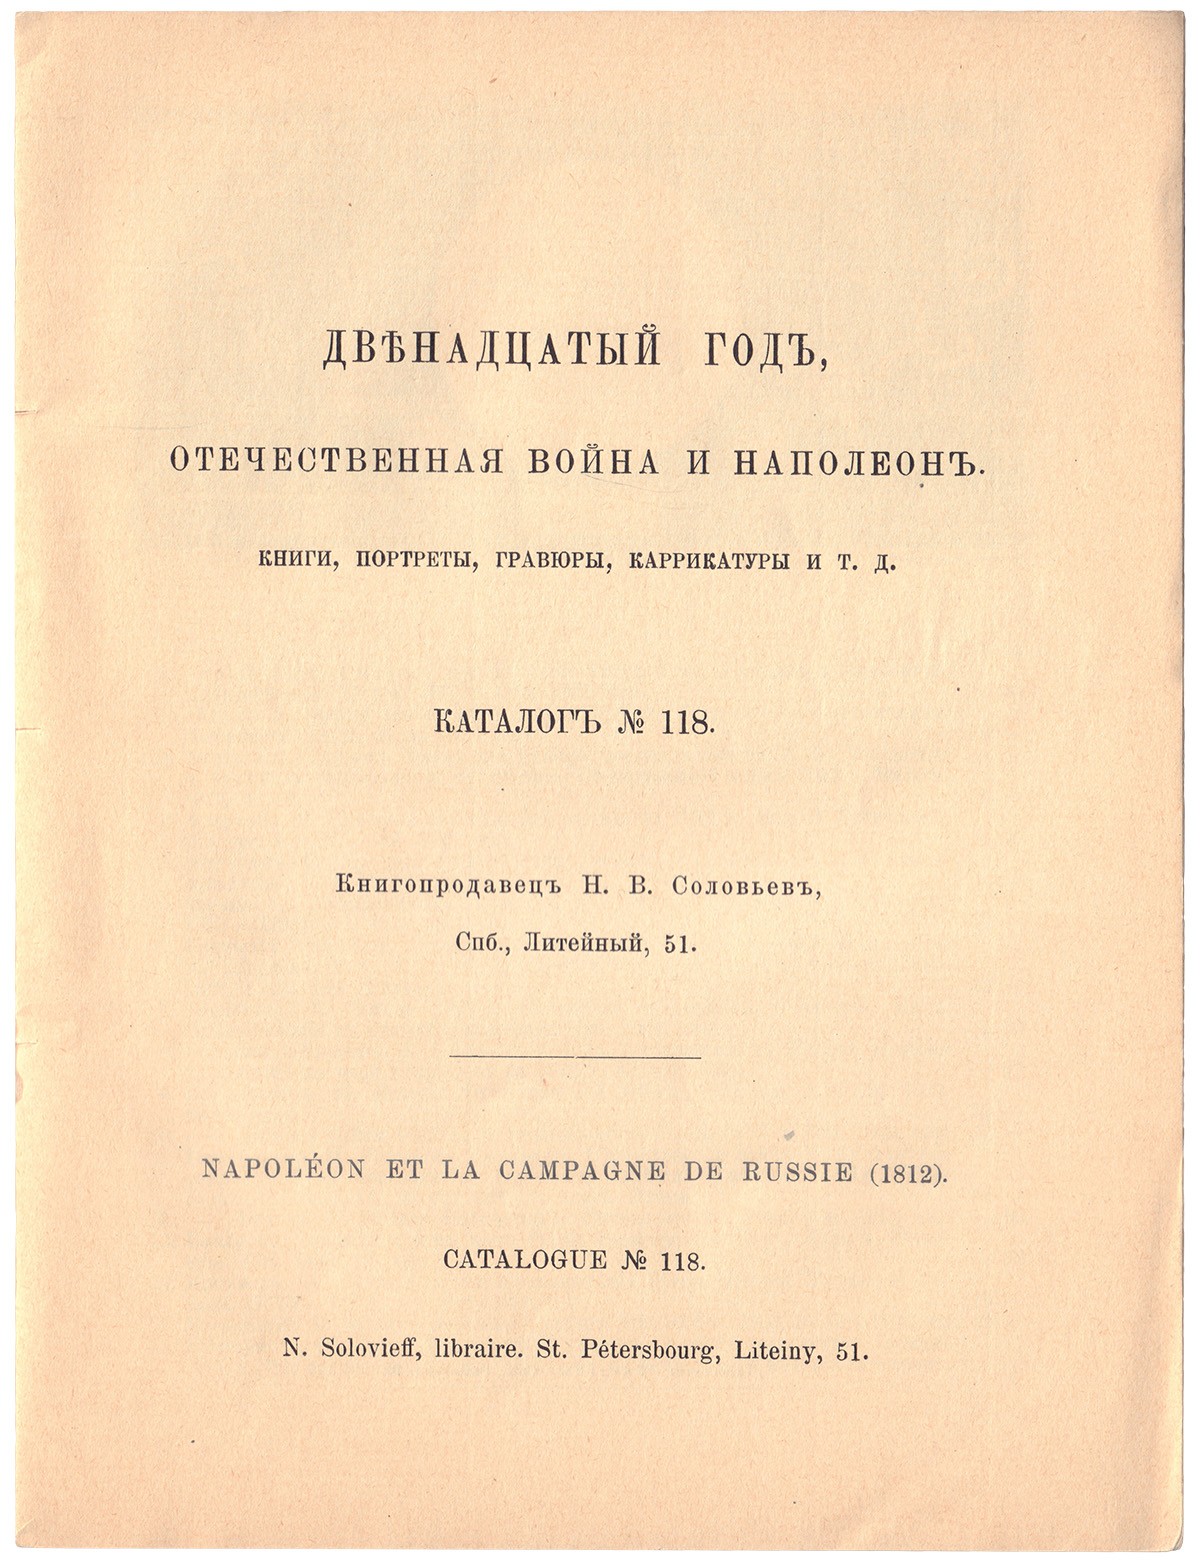 ДВѢНАДЦАТЫЙ ГОДЪ,
ОТЕЧЕСТВЕННАЯ ВОЙНА И НАПОЛЕОНЪ.
КНИГИ, ПОРТРЕТЫ, ГРАВЮРЫ, КАРРИКАТУРЫ И Т. Д.
КАТАЛОГЪ № 118.
Книгопродавецъ Н. В. Соловьевъ,
Спб., Литейный, 51.
NAPOLÉON ET LA CAMPAGNE DE RUSSIE (1812).
CATALOGUE № 118.
N. Solovieff, libraire. St. Pétersbourg, Liteiny, 51.